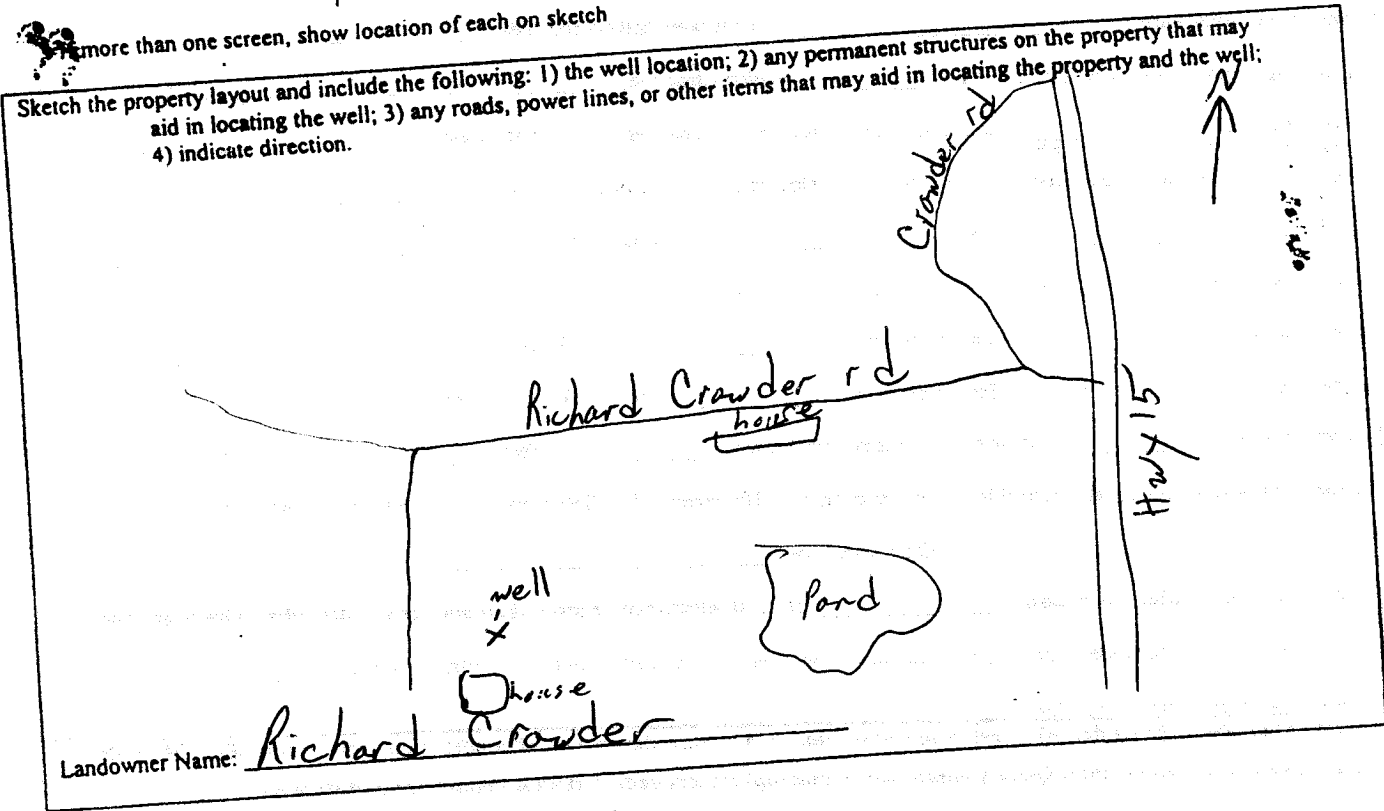 more than one screen, show location of each on sketch
Sketch the property layout and include the following: 1) the well location; 2) any permanent structures on the property that may
aid in locating the well; 3) any roads, power lines, or other items that may aid in locating the property and the well;
4) indicate direction.
N
Crowder rd
Richard Crowder rd
house
Hwy 15
well
X
Pond
house
Landowner Name: Richard Crowder